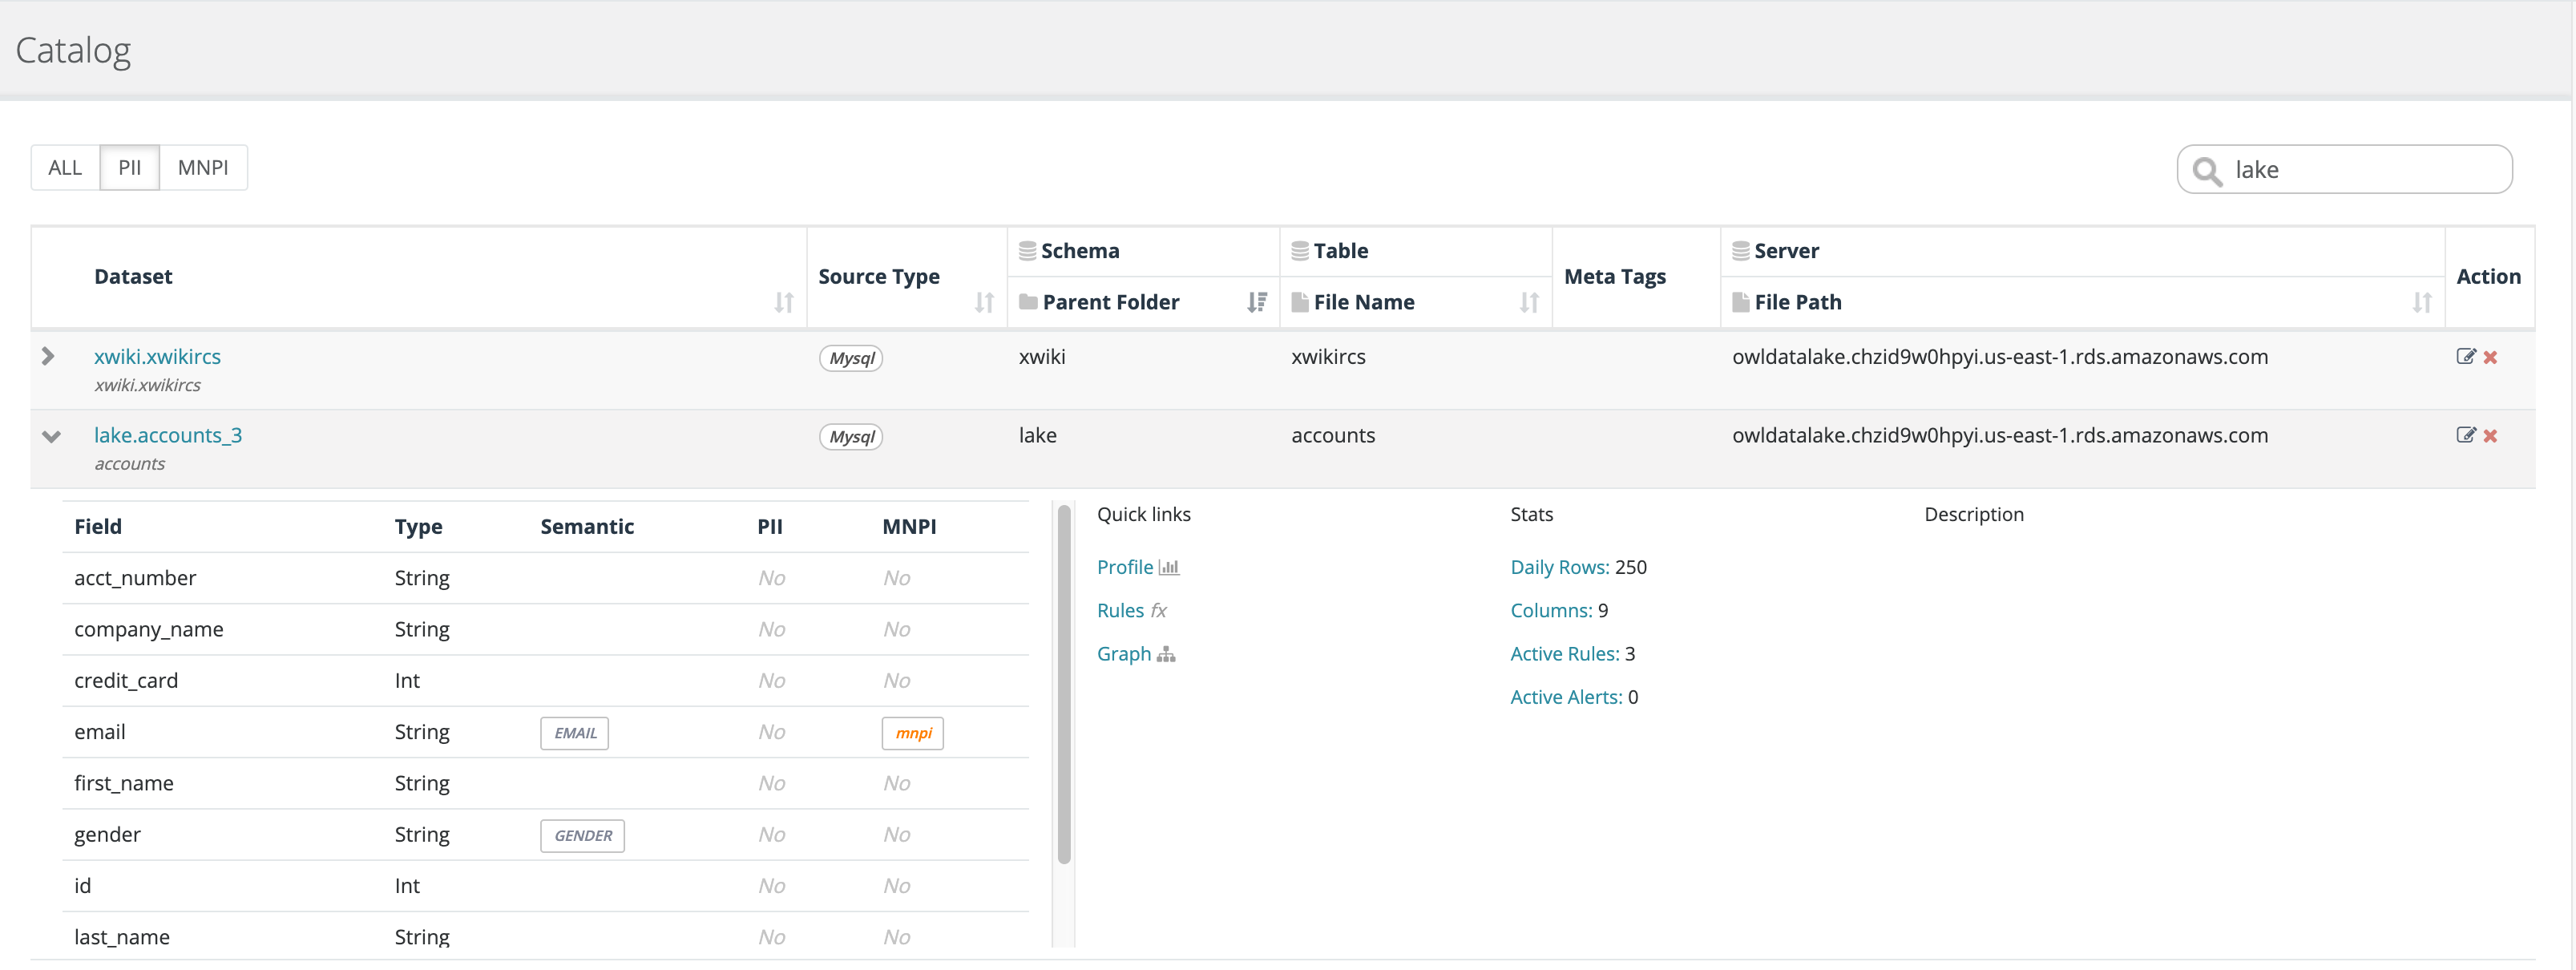 Catalog
ALL PII MNPI
lake
Dataset Source Type Schema Table Meta Tags Server Action
Parent Folder File Name File Path
xwiki.xwikircs Mysql xwiki xwikircs owldatalake.chzid9w0hpyi.us-east-1.rds.amazonaws.com
xwiki.xwikircs
lake.accounts_3 Mysql lake accounts owldatalake.chzid9w0hpyi.us-east-1.rds.amazonaws.com
accounts
Field Type Semantic PII MNPI
acct_number String No No
company_name String No No
credit_card Int No No
email String EMAIL No mnpi
first_name String No No
gender String GENDER No No
id Int No No
last_name String No No
Quick links
Profile
Rules fx
Graph
Stats
Daily Rows: 250
Columns: 9
Active Rules: 3
Active Alerts: 0
Description